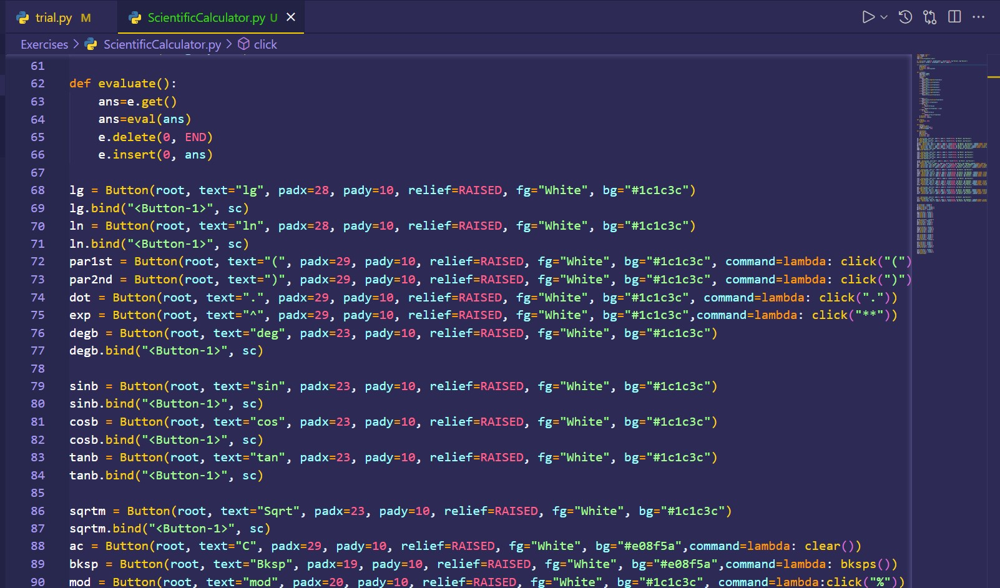 trial.py M
ScientificCalculator.py U
Exercises > ScientificCalculator.py > click
61
62 def evaluate():
63     ans=e.get()
64     ans=eval(ans)
65     e.delete(0, END)
66     e.insert(0, ans)
67
68 lg = Button(root, text="lg", padx=28, pady=10, relief=RAISED, fg="White", bg="#1c1c3c")
69 lg.bind("<Button-1>", sc)
70 ln = Button(root, text="ln", padx=28, pady=10, relief=RAISED, fg="White", bg="#1c1c3c")
71 ln.bind("<Button-1>", sc)
72 par1st = Button(root, text="(", padx=29, pady=10, relief=RAISED, fg="White", bg="#1c1c3c", command=lambda: click("(")
73 par2nd = Button(root, text=")", padx=29, pady=10, relief=RAISED, fg="White", bg="#1c1c3c", command=lambda: click(")")
74 dot = Button(root, text=".", padx=29, pady=10, relief=RAISED, fg="White", bg="#1c1c3c", command=lambda: click("."))
75 exp = Button(root, text="^", padx=29, pady=10, relief=RAISED, fg="White", bg="#1c1c3c",command=lambda: click("**"))
76 degb = Button(root, text="deg", padx=23, pady=10, relief=RAISED, fg="White", bg="#1c1c3c")
77 degb.bind("<Button-1>", sc)
78
79 sinb = Button(root, text="sin", padx=23, pady=10, relief=RAISED, fg="White", bg="#1c1c3c")
80 sinb.bind("<Button-1>", sc)
81 cosb = Button(root, text="cos", padx=23, pady=10, relief=RAISED, fg="White", bg="#1c1c3c")
82 cosb.bind("<Button-1>", sc)
83 tanb = Button(root, text="tan", padx=23, pady=10, relief=RAISED, fg="White", bg="#1c1c3c")
84 tanb.bind("<Button-1>", sc)
85
86 sqrtm = Button(root, text="Sqrt", padx=23, pady=10, relief=RAISED, fg="White", bg="#1c1c3c")
87 sqrtm.bind("<Button-1>", sc)
88 ac = Button(root, text="C", padx=29, pady=10, relief=RAISED, fg="White", bg="#e08f5a",command=lambda: clear())
89 bksp = Button(root, text="Bksp", padx=19, pady=10, relief=RAISED, fg="White", bg="#e08f5a",command=lambda: bksps())
90 mod = Button(root, text="mod", padx=20, pady=10, relief=RAISED, fg="White", bg="#1c1c3c", command=lambda:click("%"))